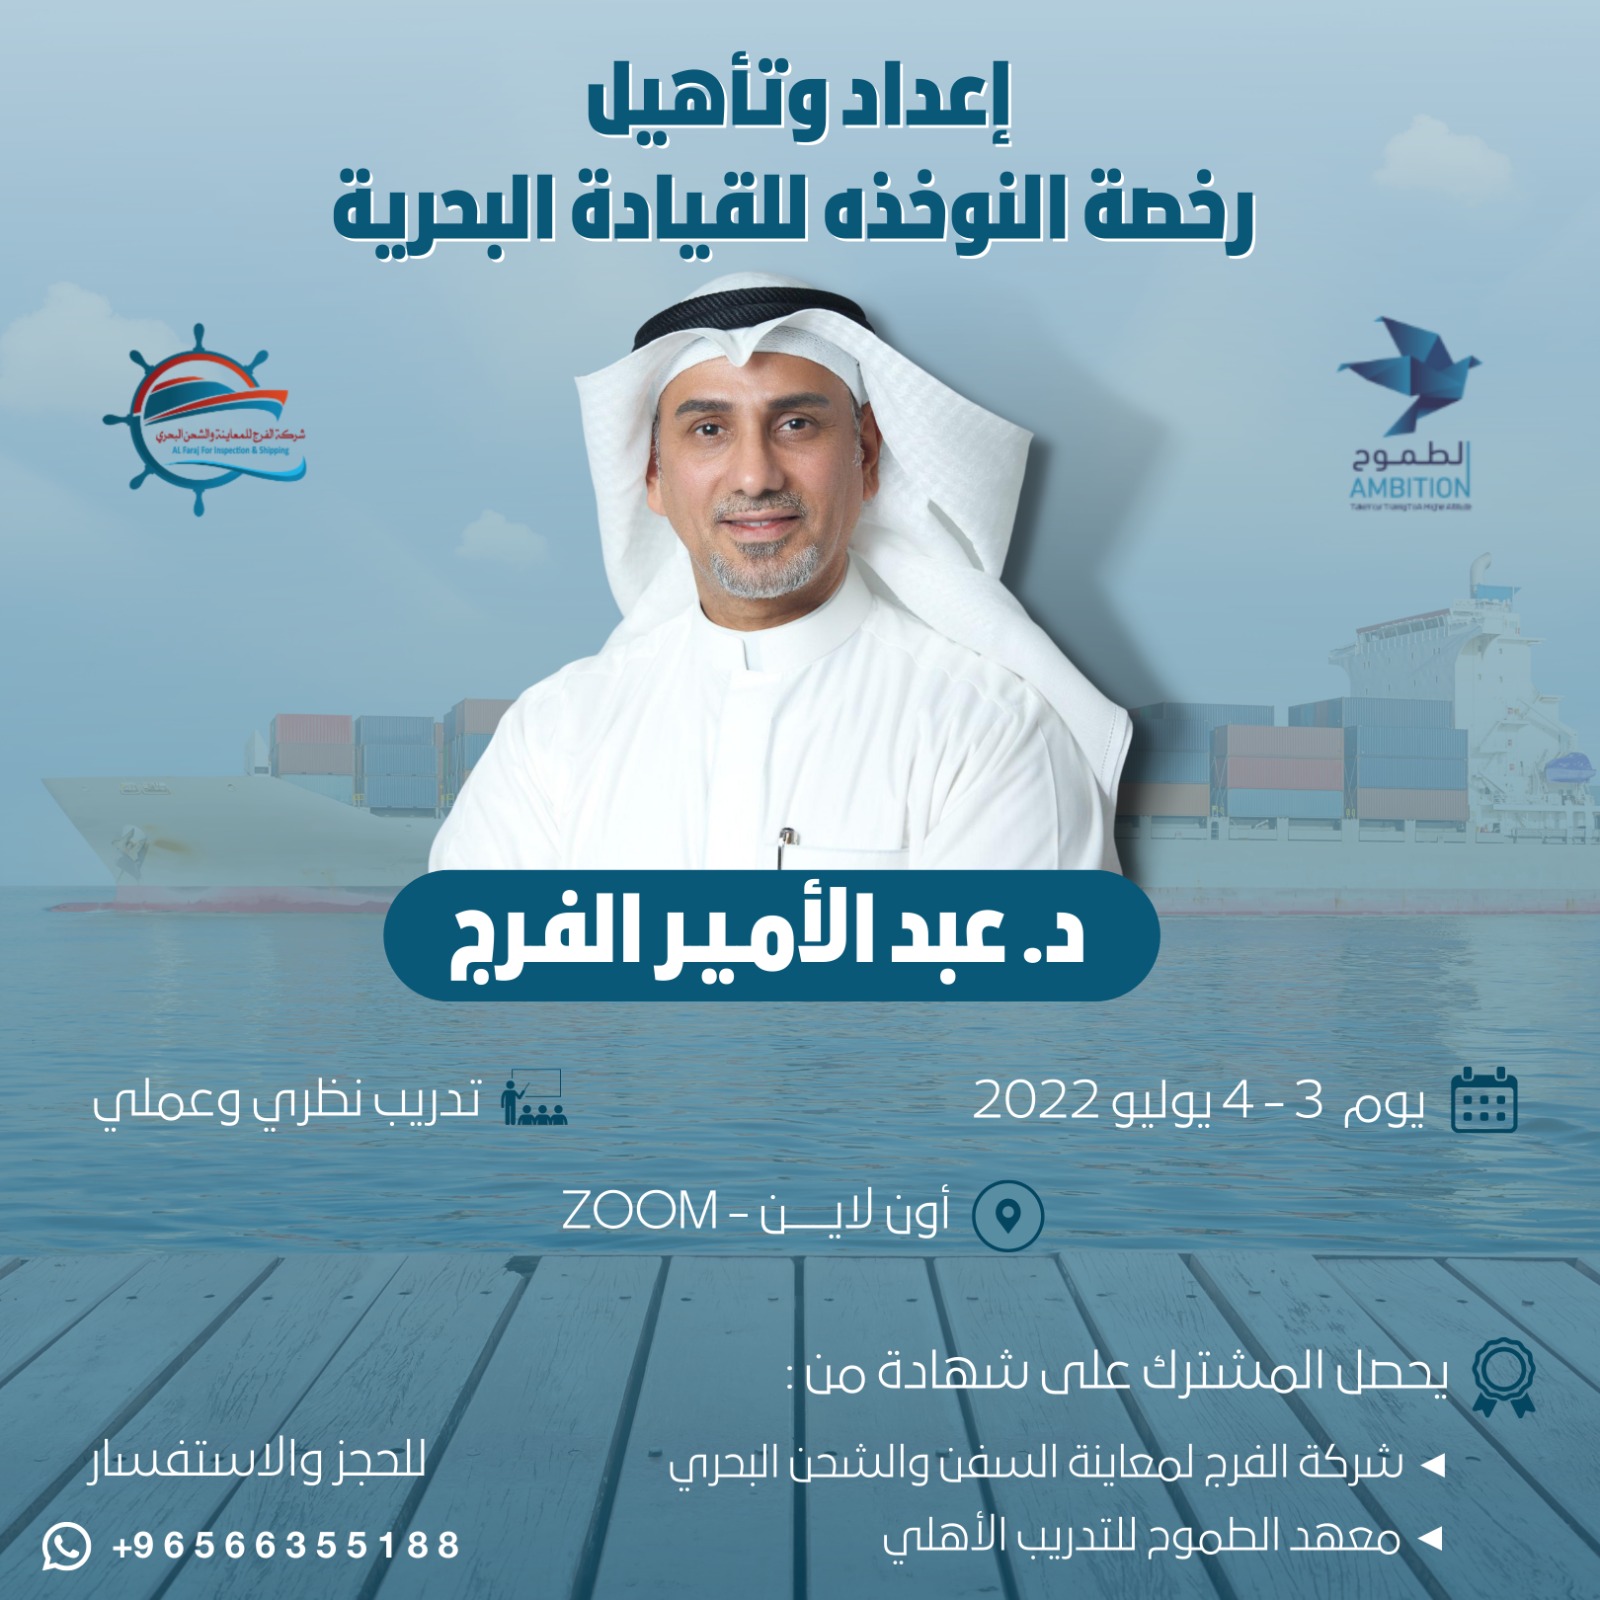 إعداد وتأهيل
رخصة النوخذه للقيادة البحرية
شركة الفرج للمعاينة والشحن البحري
AL Faraj For Inspection & Shipping
الطموح
AMBITION
د. عبد الأمير الفرج
يوم 3 - 4 يوليو 2022
تدريب نظري وعملي
أون لايــن - ZOOM
يحصل المشترك على شهادة من :
شركة الفرج لمعاينة السفن والشحن البحري
معهد الطموح للتدريب الأهلي
للحجز والاستفسار
+96566355188